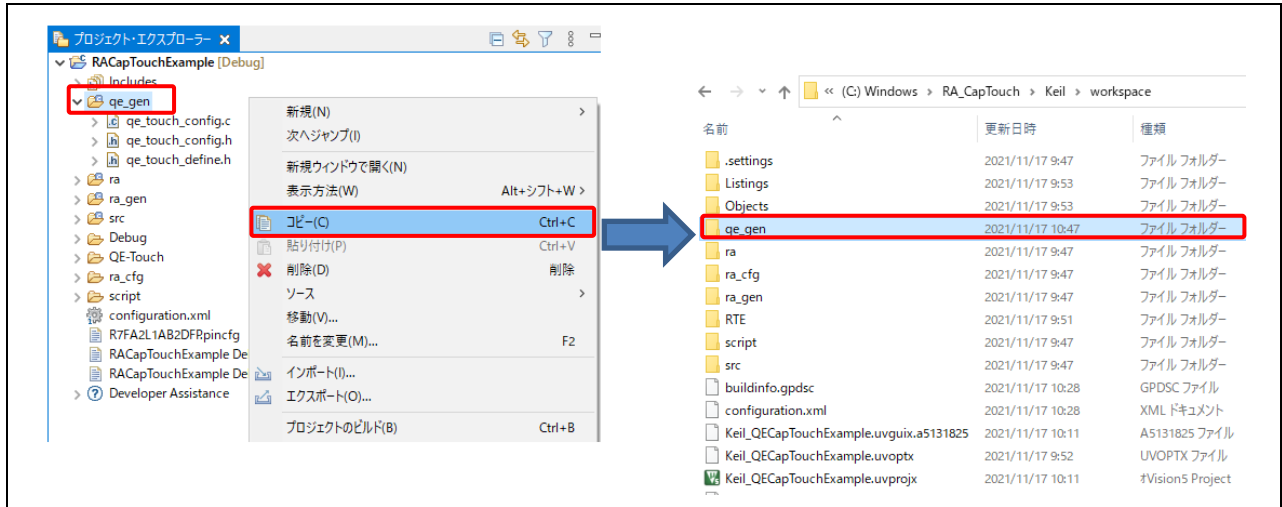 プロジェクト・エクスプローラー
RACapTouchExample [Debug]
Includes
qe_gen
qe_touch_config.c
qe_touch_config.h
qe_touch_define.h
ra
ra_gen
src
Debug
QE-Touch
ra_cfg
script
configuration.xml
R7FA2L1AB2DFP.pincfg
RACapTouchExample De
RACapTouchExample De
Developer Assistance
新規(N)
次へジャンプ(I)
新規ウィンドウで開く(N)
表示方法(W) Alt+シフト+W
コピー(C) Ctrl+C
貼り付け(P) Ctrl+V
削除(D) 削除
ソース
移動(V)...
名前を変更(M)... F2
インポート(I)...
エクスポート(O)...
プロジェクトのビルド(B) Ctrl+B
« (C:) Windows › RA_CapTouch › Keil › workspace
名前 更新日時 種類
.settings 2021/11/17 9:47 ファイル フォルダー
Listings 2021/11/17 9:53 ファイル フォルダー
Objects 2021/11/17 9:53 ファイル フォルダー
qe_gen 2021/11/17 10:47 ファイル フォルダー
ra 2021/11/17 9:47 ファイル フォルダー
ra_cfg 2021/11/17 9:47 ファイル フォルダー
ra_gen 2021/11/17 9:47 ファイル フォルダー
RTE 2021/11/17 9:51 ファイル フォルダー
script 2021/11/17 9:47 ファイル フォルダー
src 2021/11/17 9:47 ファイル フォルダー
buildinfo.gpdsc 2021/11/17 10:28 GPDSC ファイル
configuration.xml 2021/11/17 10:28 XML ドキュメント
Keil_QECapTouchExample.uvguix.a5131825 2021/11/17 10:11 A5131825 ファイル
Keil_QECapTouchExample.uvoptx 2021/11/17 9:52 UVOPTX ファイル
Keil_QECapTouchExample.uvprojx 2021/11/17 10:11 ｵVision5 Project